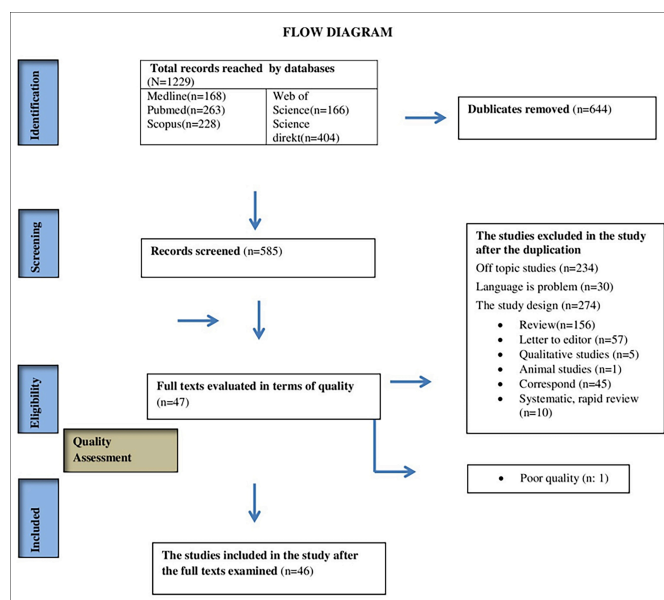 FLOW DIAGRAM
Identification
Total records reached by databases
(N=1229)
Medline(n=168)
Pubmed(n=263)
Scopus(n=228)
Web of
Science(n=166)
Science
direkt(n=404)
Dublicates removed (n=644)
Screening
Records screened (n=585)
The studies excluded in the study
after the duplication
Off topic studies (n=234)
Language is problem (n=30)
The study design (n=274)
• Review(n=156)
• Letter to editor (n=57)
• Qualitative studies (n=5)
• Animal studies (n=1)
• Correspond (n=45)
• Systematic, rapid review
(n=10)
Eligibility
Full texts evaluated in terms of quality
(n=47)
Quality
Assessment
• Poor quality (n: 1)
Included
The studies included in the study after
the full texts examined (n=46)